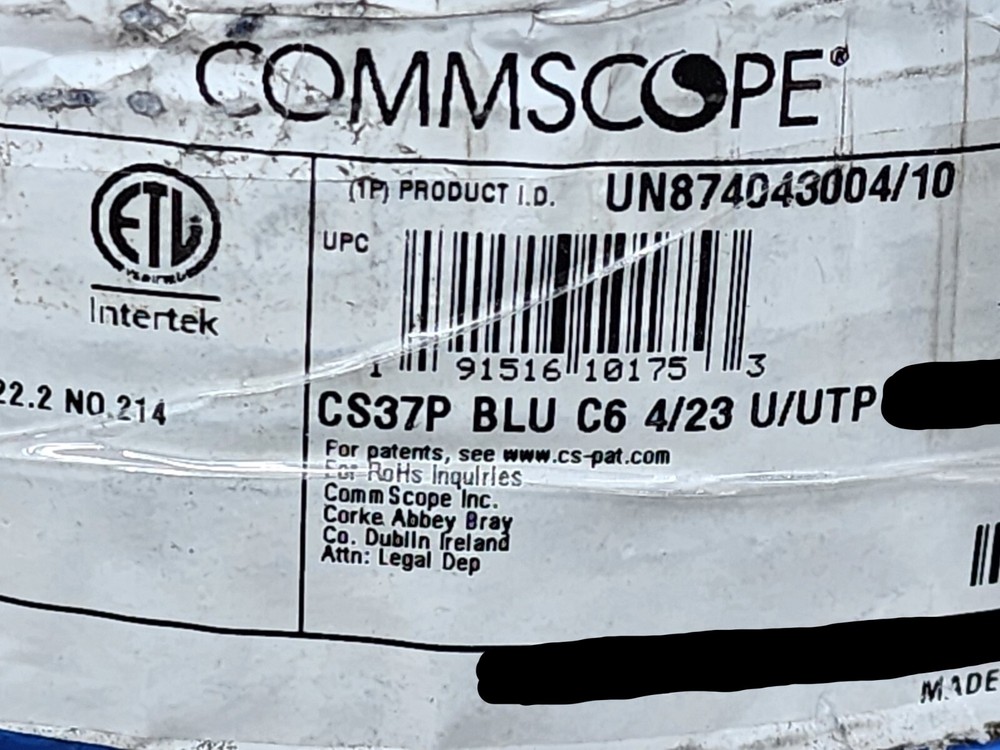 COMMSCOPE®
ETL
Intertek
22.2 NO.214
(1P) PRODUCT I.D. UN874043004/10
UPC
1 91516 10175 3
CS37P BLU C6 4/23 U/UTP
For patents, see www.cs-pat.com
For RoHs Inquiries
CommScope Inc.
Corke Abbey Bray
Co. Dublin Ireland
Attn: Legal Dep
MADE